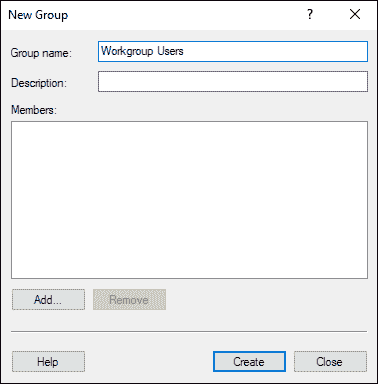 New Group
Group name: Workgroup Users
Description:
Members:
Add... Remove
Help Create Close